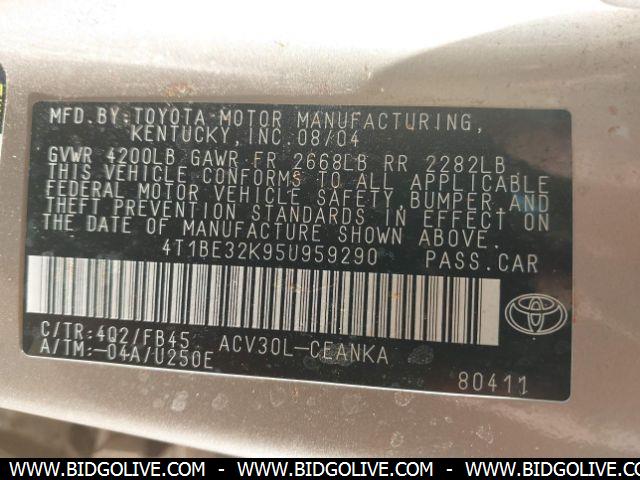 MFD.BY:TOYOTA MOTOR MANUFACTURING,
KENTUCKY,INC 08/04
GVWR 4200LB GAWR FR 2668LB RR 2282LB
THIS VEHICLE CONFORMS TO ALL APPLICABLE
FEDERAL MOTOR VEHICLE SAFETY,BUMPER,AND
THEFT PREVENTION STANDARDS IN EFFECT ON
THE DATE OF MANUFACTURE SHOWN ABOVE.
4T1BE32K95U959290 PASS.CAR
C/TR:4Q2/FB45 ACV30L-CEANKA
A/TM:-04A/U250E
80411
WWW.BIDGOLIVE.COM - WWW.BIDGOLIVE.COM - WWW.BIDGOLIVE.COM